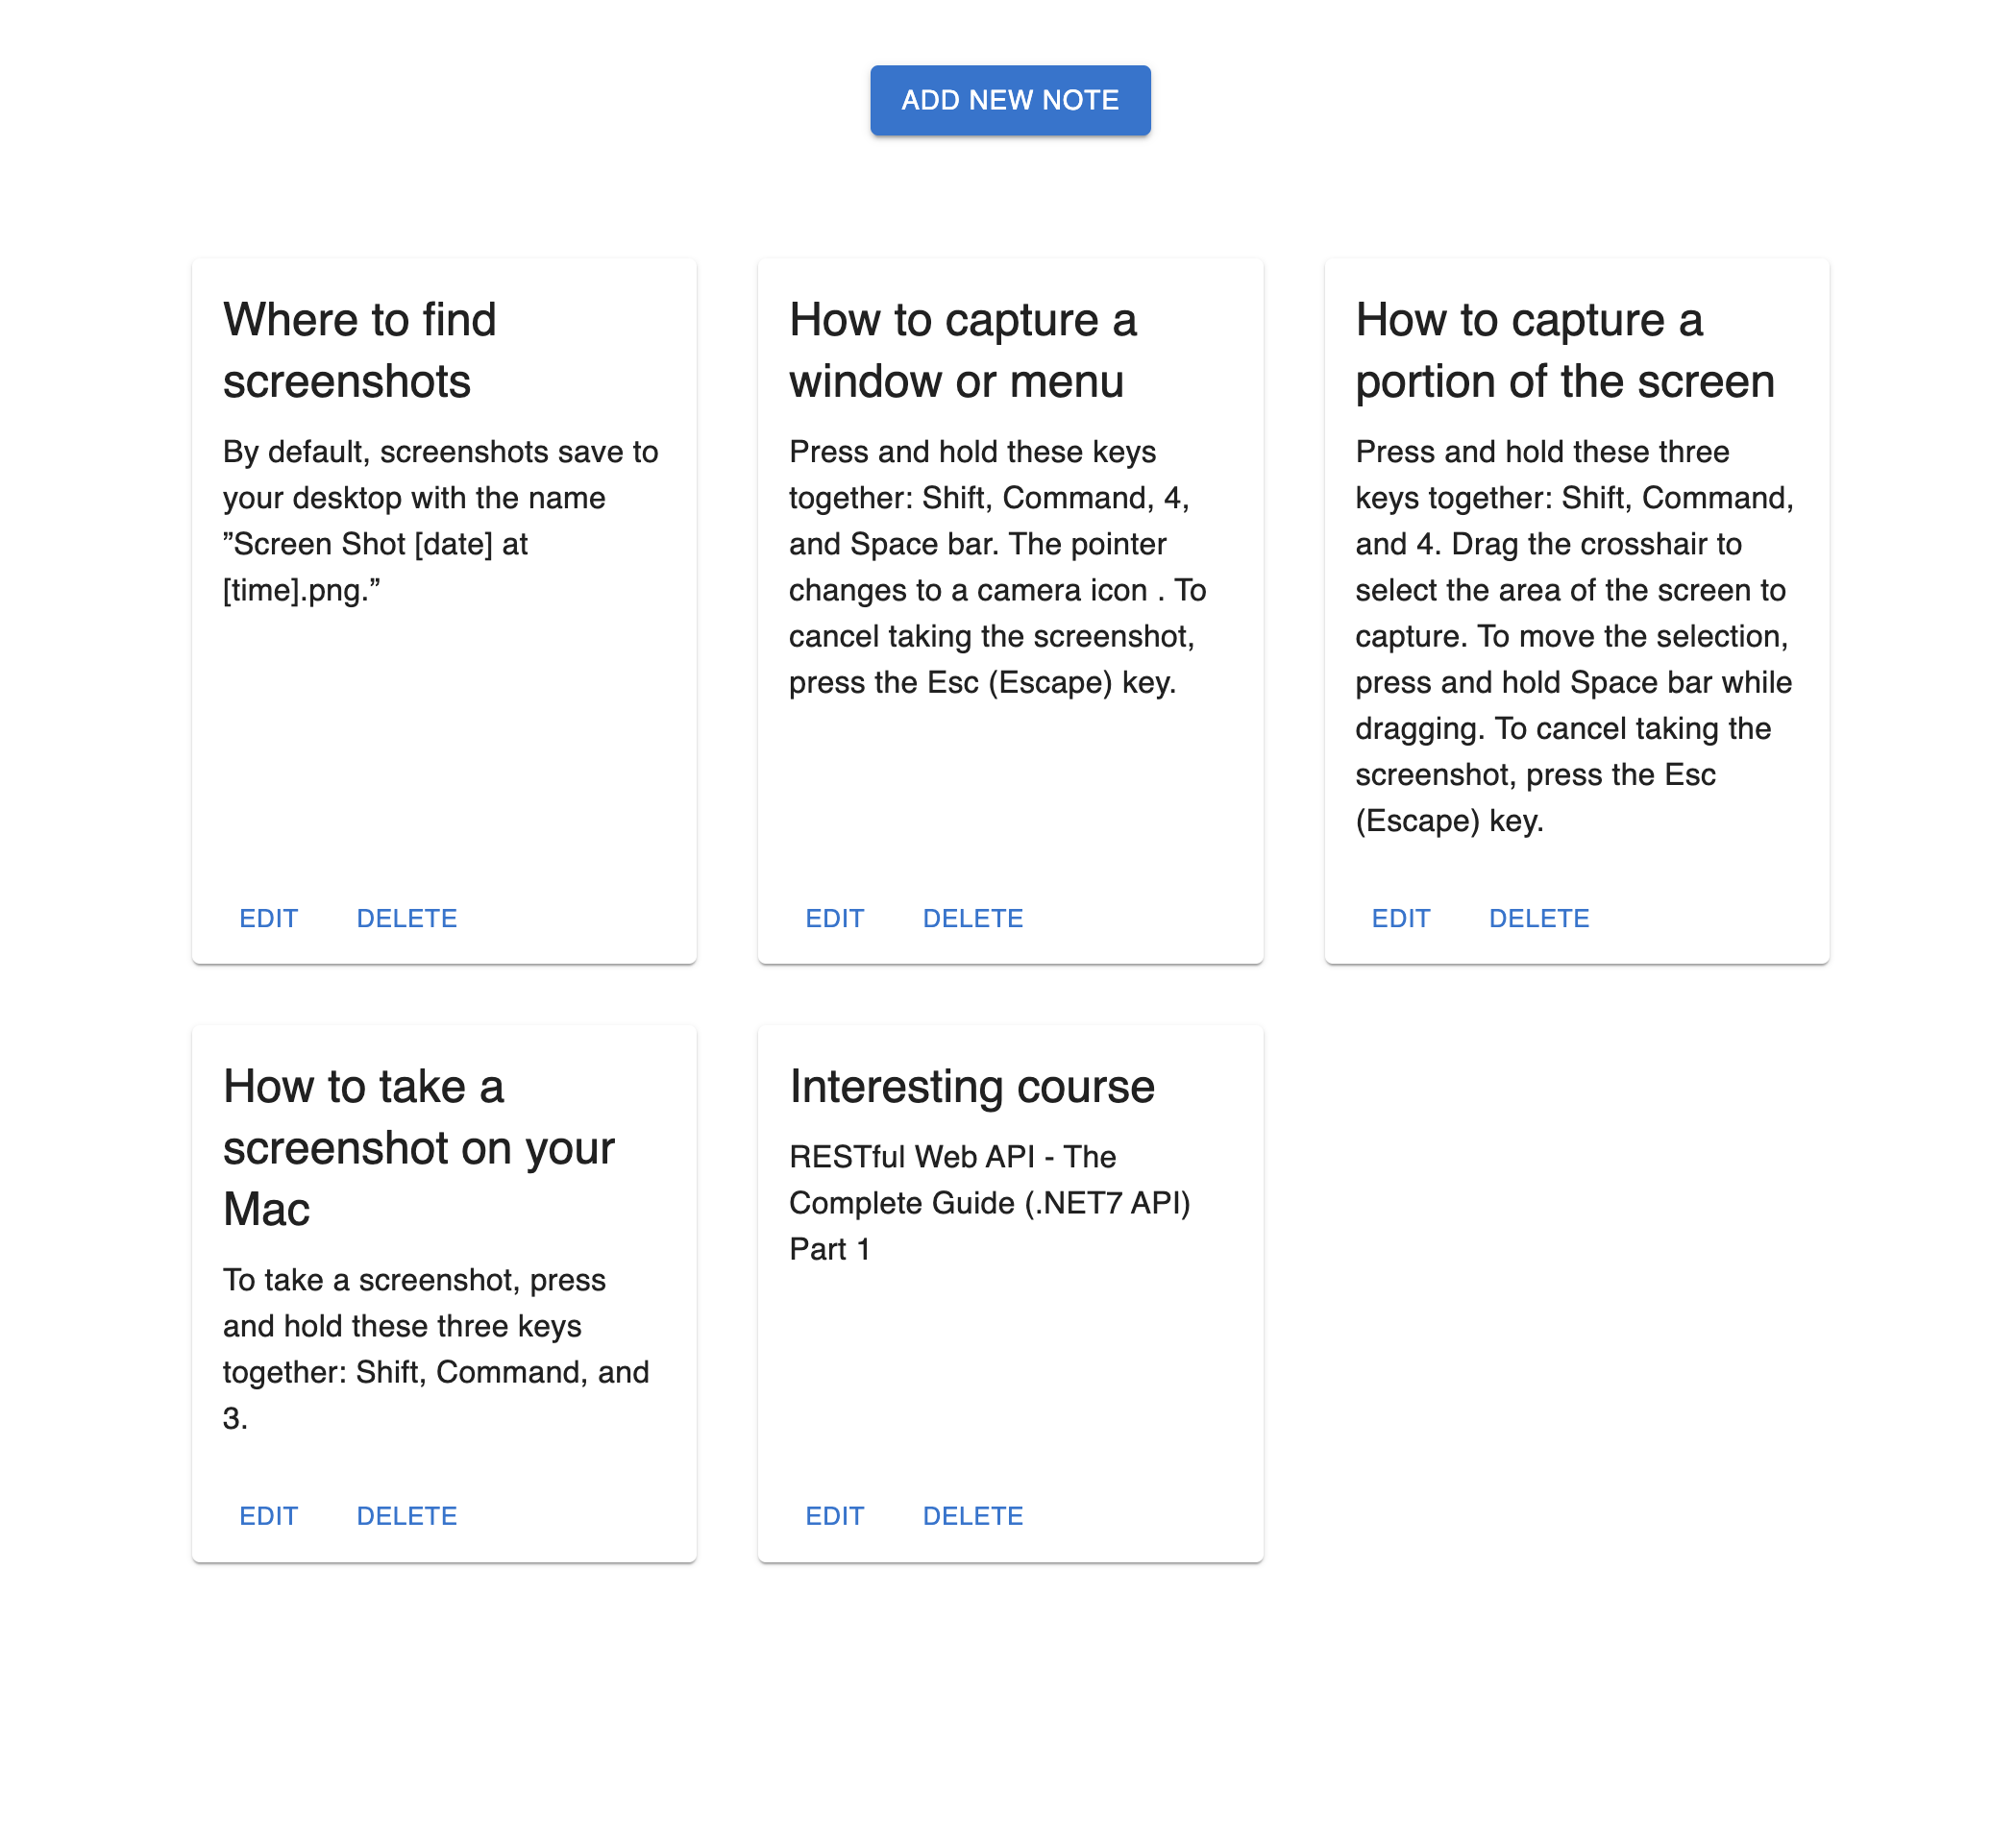 ADD NEW NOTE
Where to find
screenshots
By default, screenshots save to
your desktop with the name
”Screen Shot [date] at
[time].png.”
EDIT DELETE
How to capture a
window or menu
Press and hold these keys
together: Shift, Command, 4,
and Space bar. The pointer
changes to a camera icon . To
cancel taking the screenshot,
press the Esc (Escape) key.
EDIT DELETE
How to capture a
portion of the screen
Press and hold these three
keys together: Shift, Command,
and 4. Drag the crosshair to
select the area of the screen to
capture. To move the selection,
press and hold Space bar while
dragging. To cancel taking the
screenshot, press the Esc
(Escape) key.
EDIT DELETE
How to take a
screenshot on your
Mac
To take a screenshot, press
and hold these three keys
together: Shift, Command, and
3.
EDIT DELETE
Interesting course
RESTful Web API - The
Complete Guide (.NET7 API)
Part 1
EDIT DELETE